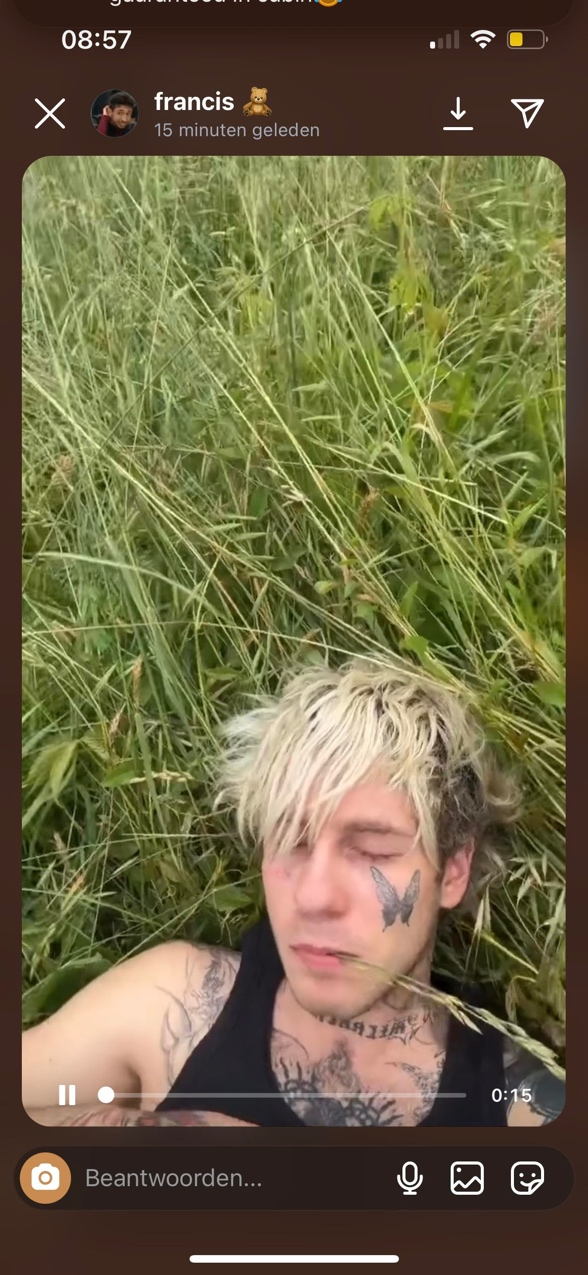 08:57
francis 🧸
15 minuten geleden
0:15
Beantwoorden...